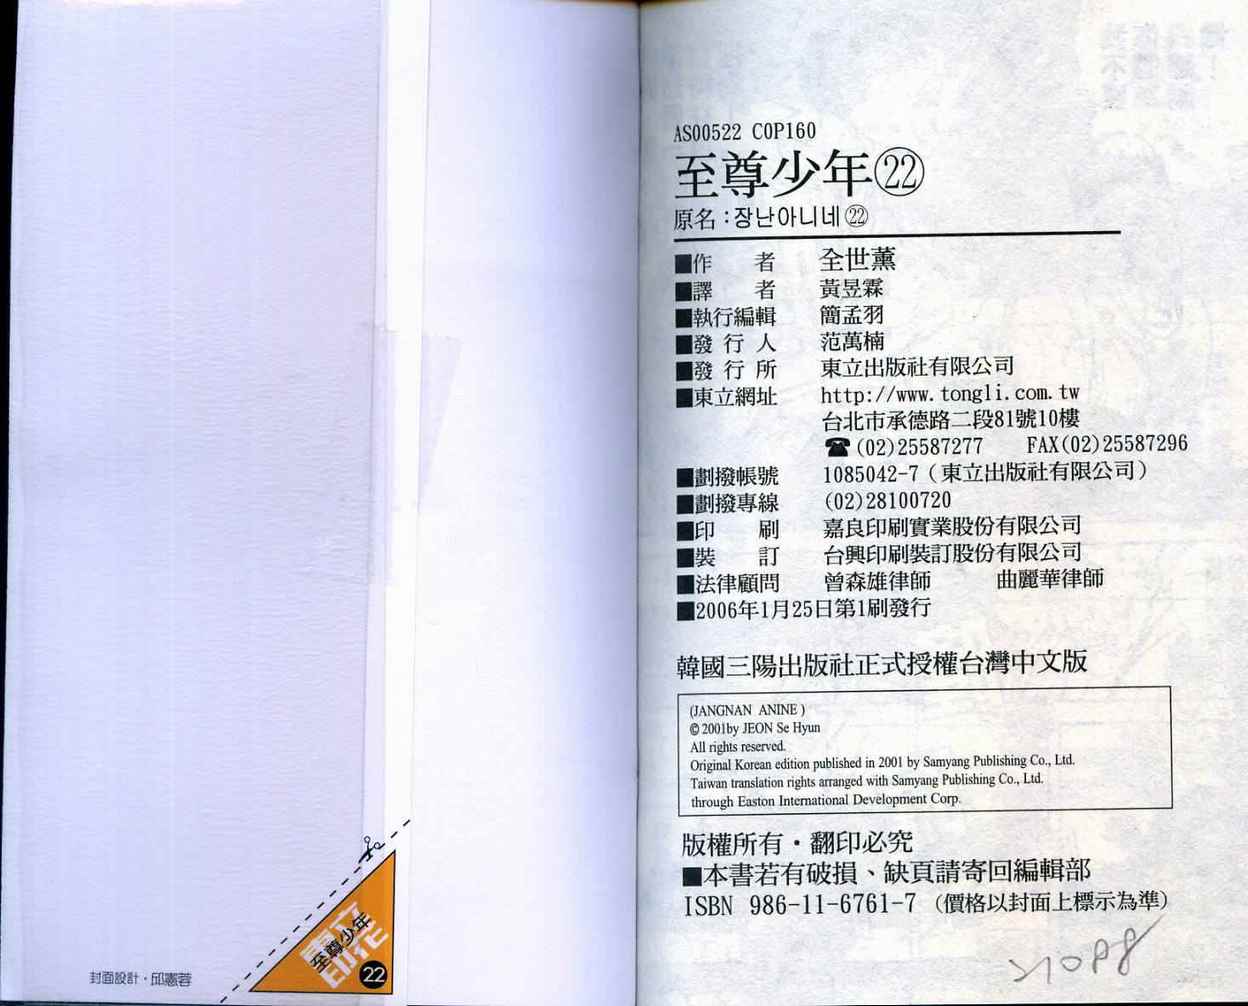 AS00522 C0P160
至尊少年㉒
原名:장난아니네㉒
■作 者 全世薰
■譯 者 黃昱霖
■執行編輯 簡孟羽
■發行人 范萬楠
■發行所 東立出版社有限公司
■東立網址 http://www.tongli.com.tw
台北市承德路二段81號10樓
☎(02)25587277 FAX(02)25587296
■劃撥帳號 1085042-7(東立出版社有限公司)
■劃撥專線 (02)28100720
■印 刷 嘉良印刷實業股份有限公司
■裝 訂 台興印刷裝訂股份有限公司
■法律顧問 曾森雄律師 曲麗華律師
■2006年1月25日第1刷發行
韓國三陽出版社正式授權台灣中文版
(JANGNAN ANINE )
© 2001by JEON Se Hyun
All rights reserved.
Original Korean edition published in 2001 by Samyang Publishing Co., Ltd.
Taiwan translation rights arranged with Samyang Publishing Co., Ltd.
through Easton International Development Corp.
版權所有・翻印必究
■本書若有破損、缺頁請寄回編輯部
ISBN 986-11-6761-7 (價格以封面上標示為準)
至尊少年
22
封面設計・邱憲蓉